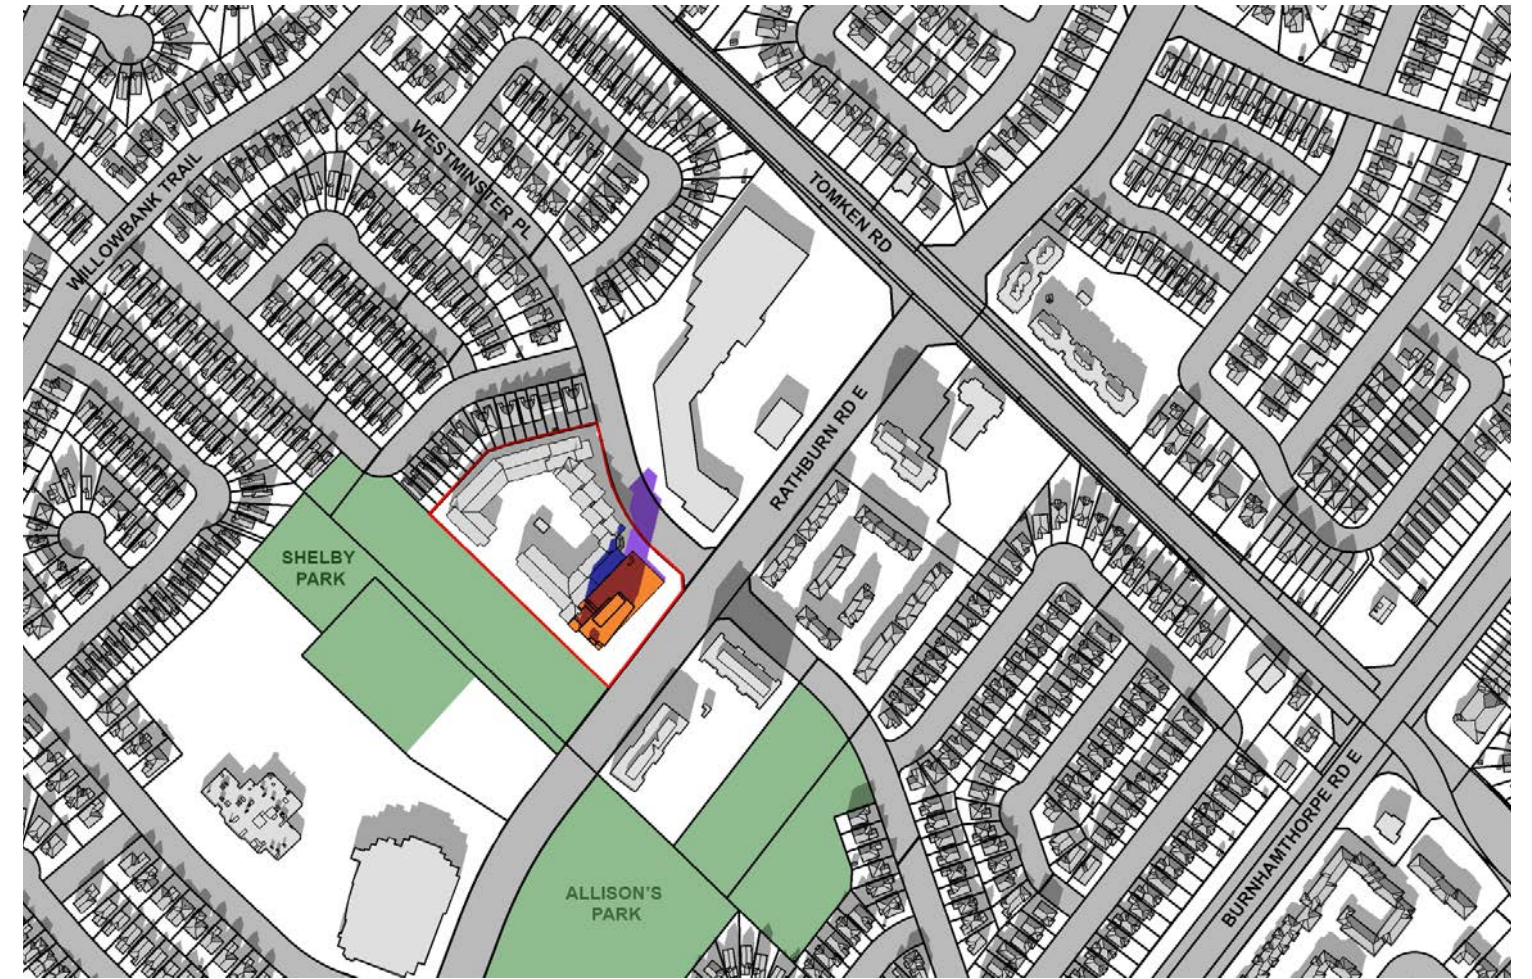 WILLOWBANK TRAIL
WESTMINSTER PL
TOMKEN RD
RATHBURN RD E
SHELBY
PARK
ALLISON'S
PARK
BURNHAMTHORPE RD E